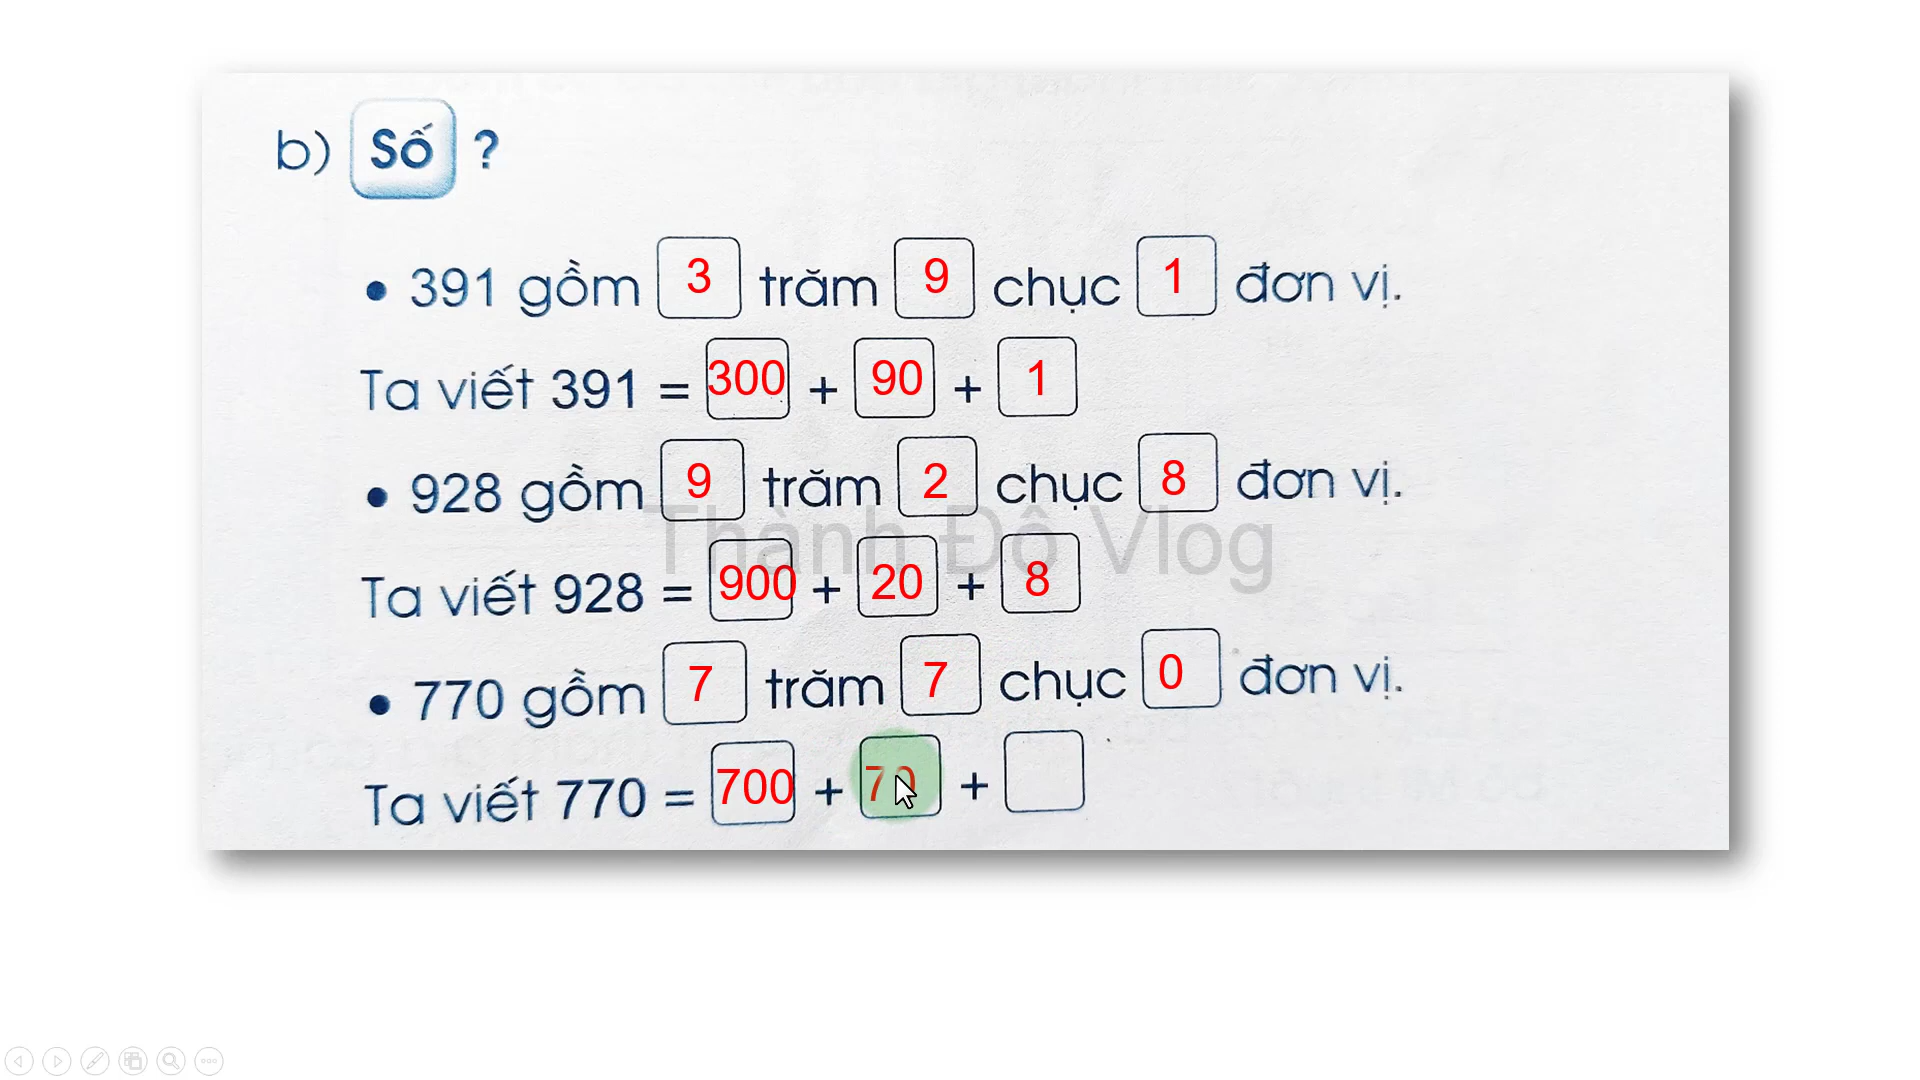 b) Số ?
• 391 gồm 3 trăm 9 chục 1 đơn vị.
Ta viết 391 = 300 + 90 + 1
• 928 gồm 9 trăm 2 chục 8 đơn vị.
Thành Đô Vlog
Ta viết 928 = 900 + 20 + 8
• 770 gồm 7 trăm 7 chục 0 đơn vị.
Ta viết 770 = 700 + 70 +